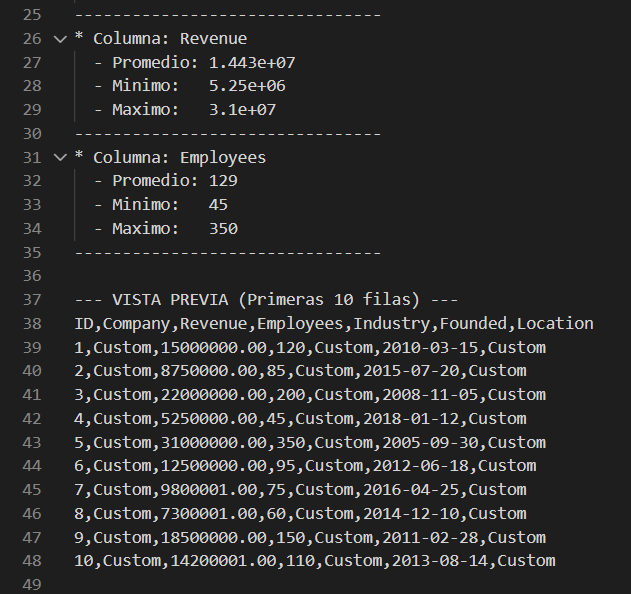 25 --------------------------------
26 * Columna: Revenue
27 - Promedio: 1.443e+07
28 - Minimo:   5.25e+06
29 - Maximo:   3.1e+07
30 --------------------------------
31 * Columna: Employees
32 - Promedio: 129
33 - Minimo:   45
34 - Maximo:   350
35 --------------------------------
36
37 --- VISTA PREVIA (Primeras 10 filas) ---
38 ID,Company,Revenue,Employees,Industry,Founded,Location
39 1,Custom,15000000.00,120,Custom,2010-03-15,Custom
40 2,Custom,8750000.00,85,Custom,2015-07-20,Custom
41 3,Custom,22000000.00,200,Custom,2008-11-05,Custom
42 4,Custom,5250000.00,45,Custom,2018-01-12,Custom
43 5,Custom,31000000.00,350,Custom,2005-09-30,Custom
44 6,Custom,12500000.00,95,Custom,2012-06-18,Custom
45 7,Custom,9800001.00,75,Custom,2016-04-25,Custom
46 8,Custom,7300001.00,60,Custom,2014-12-10,Custom
47 9,Custom,18500000.00,150,Custom,2011-02-28,Custom
48 10,Custom,14200001.00,110,Custom,2013-08-14,Custom
49